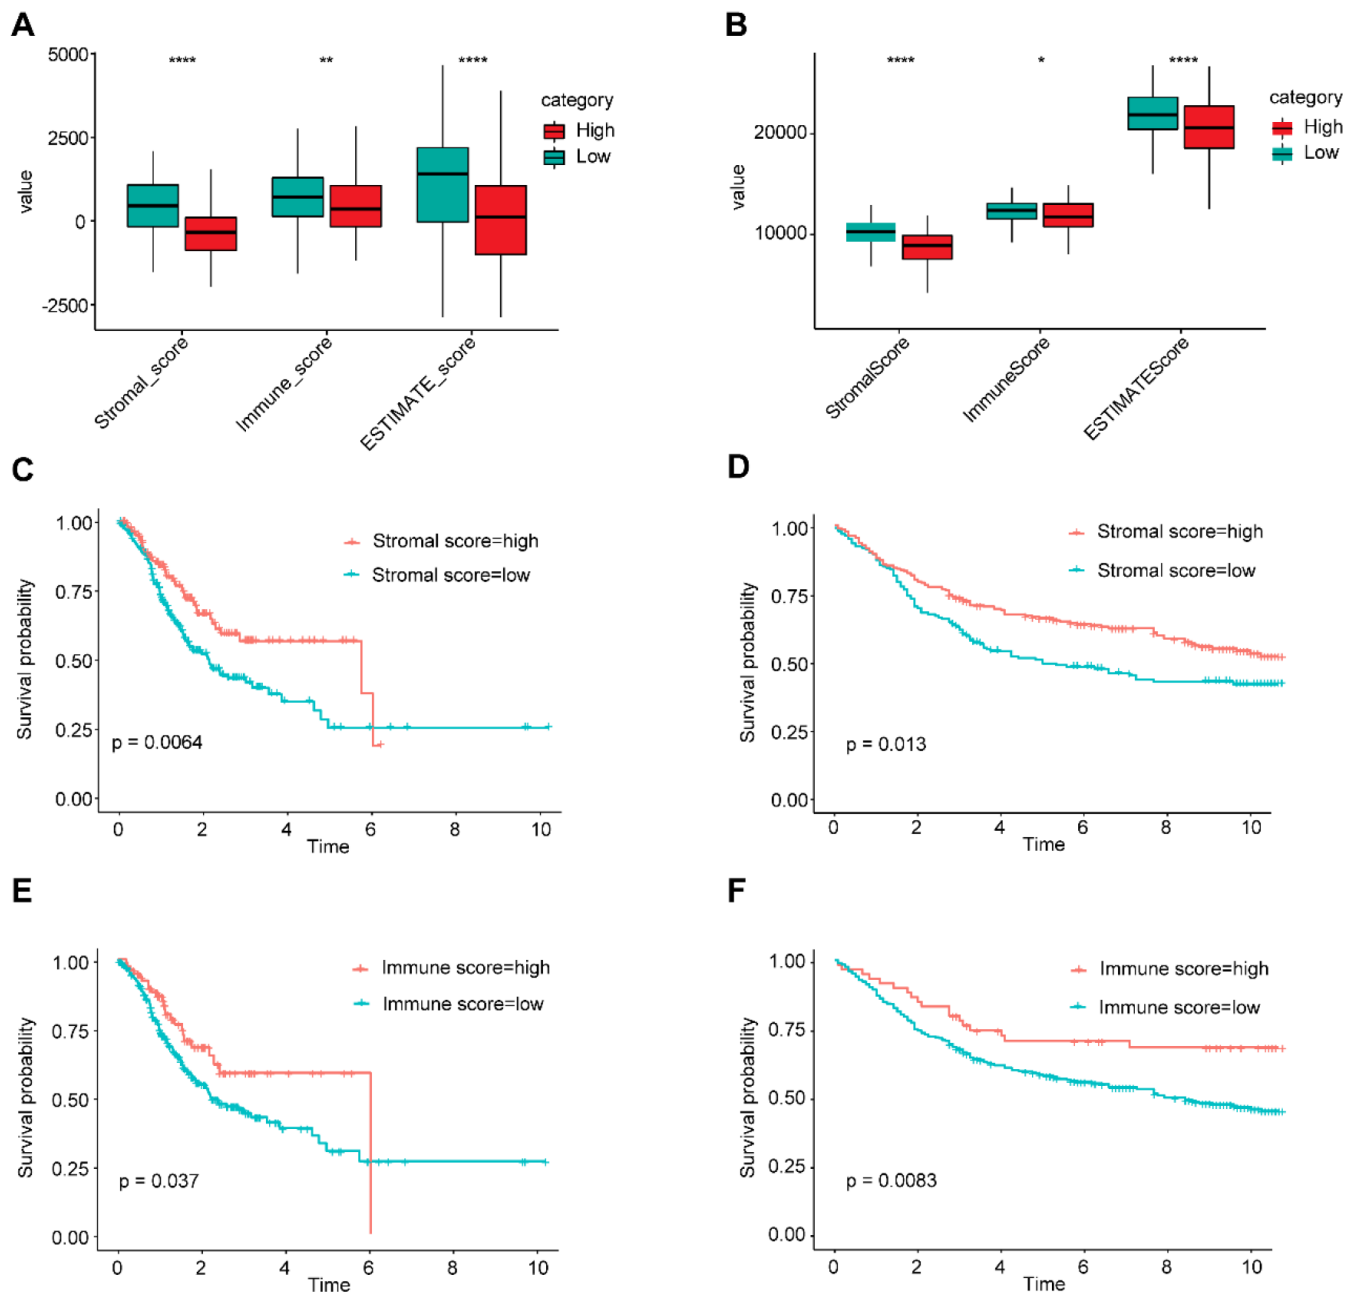 A
5000
2500
0
-2500
value
****
**
****
category
High
Low
Stromal_score
Immune_score
ESTIMATE_score
B
20000
10000
value
****
*
****
category
High
Low
StromalScore
ImmuneScore
ESTIMATEScore
C
1.00
0.75
0.50
0.25
0.00
Survival probability
Stromal score=high
Stromal score=low
p = 0.0064
0 2 4 6 8 10
Time
D
1.00
0.75
0.50
0.25
0.00
Survival probability
Stromal score=high
Stromal score=low
p = 0.013
0 2 4 6 8 10
Time
E
1.00
0.75
0.50
0.25
0.00
Survival probability
Immune score=high
Immune score=low
p = 0.037
0 2 4 6 8 10
Time
F
1.00
0.75
0.50
0.25
0.00
Survival probability
Immune score=high
Immune score=low
p = 0.0083
0 2 4 6 8 10
Time